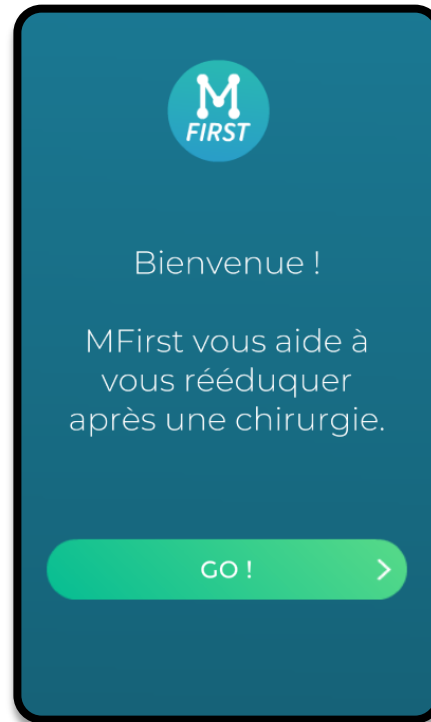 M
FIRST
Bienvenue !
MFirst vous aide à
vous rééduquer
après une chirurgie.
GO !